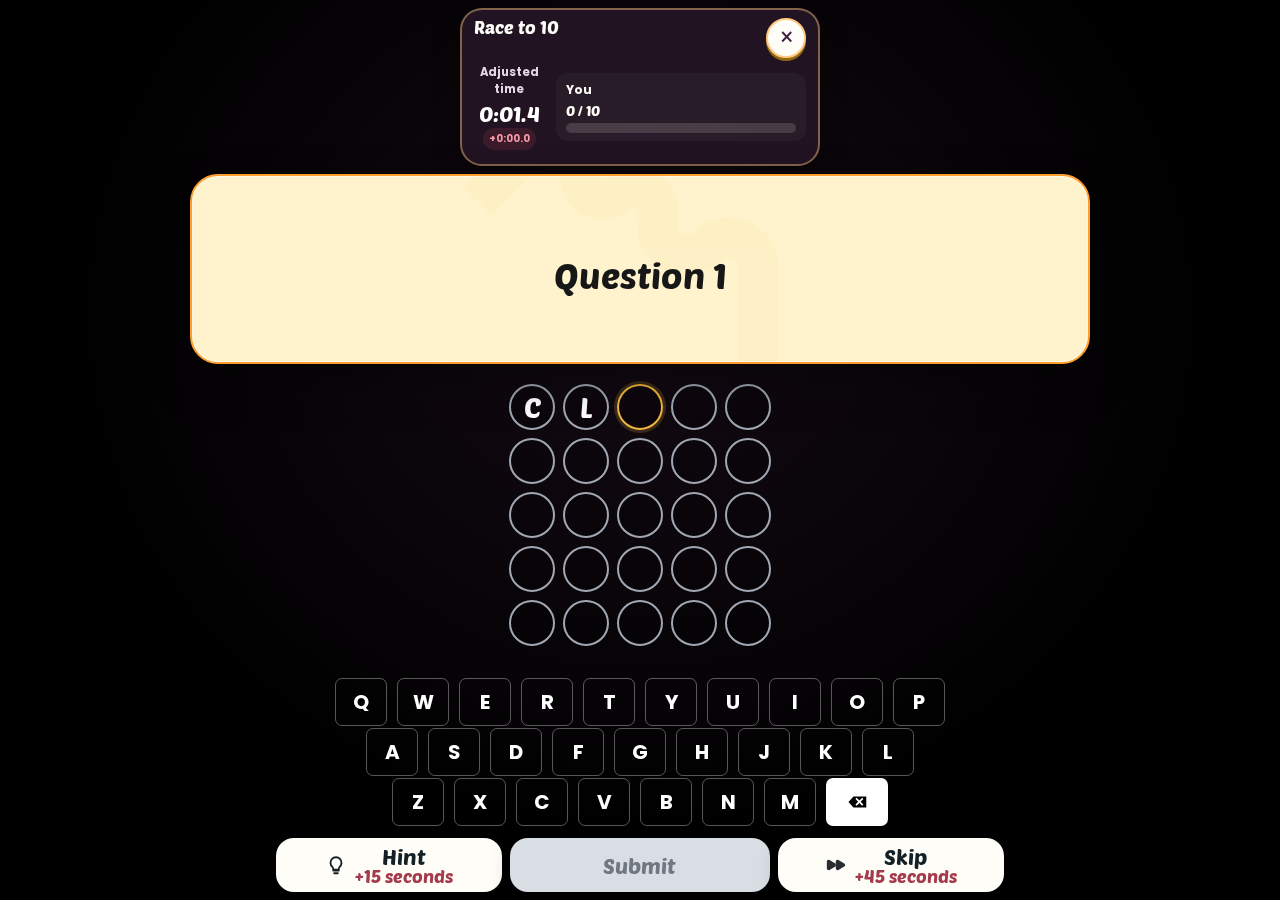 Race to 10
×
Adjusted
time
0:01.4
+0:00.0
You
0 / 10
Question 1
C L
Q W E R T Y U I O P
A S D F G H J K L
Z X C V B N M
Hint
+15 seconds
Submit
Skip
+45 seconds